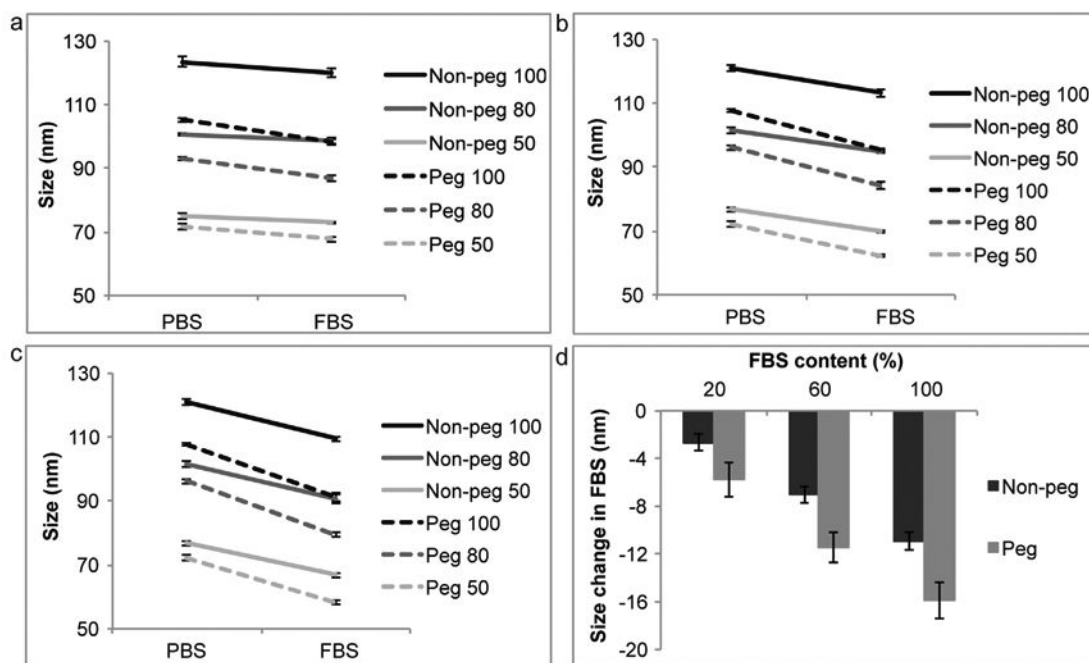 a
130
110
90
70
50
Size (nm)
PBS
FBS
Non-peg 100
Non-peg 80
Non-peg 50
Peg 100
Peg 80
Peg 50
b
130
110
90
70
50
Size (nm)
PBS
FBS
Non-peg 100
Non-peg 80
Non-peg 50
Peg 100
Peg 80
Peg 50
c
130
110
90
70
50
Size (nm)
PBS
FBS
Non-peg 100
Non-peg 80
Non-peg 50
Peg 100
Peg 80
Peg 50
d
FBS content (%)
20 60 100
0
-4
-8
-12
-16
-20
Size change in FBS (nm)
Non-peg
Peg